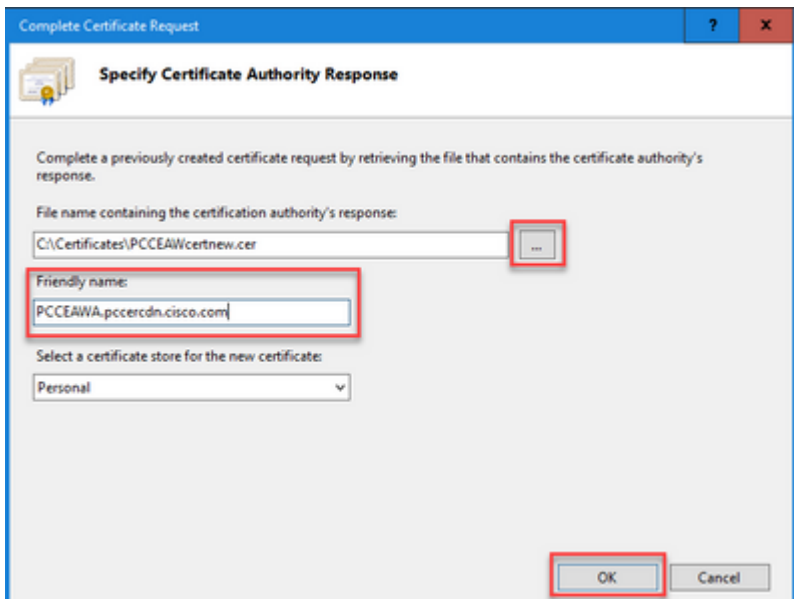 Complete Certificate Request
? x
Specify Certificate Authority Response
Complete a previously created certificate request by retrieving the file that contains the certificate authority's
response.
File name containing the certification authority's response:
C:\Certificates\PCCEAWcertnew.cer
...
Friendly name:
PCCEAWA.pccercdn.cisco.com
Select a certificate store for the new certificate:
Personal
OK Cancel